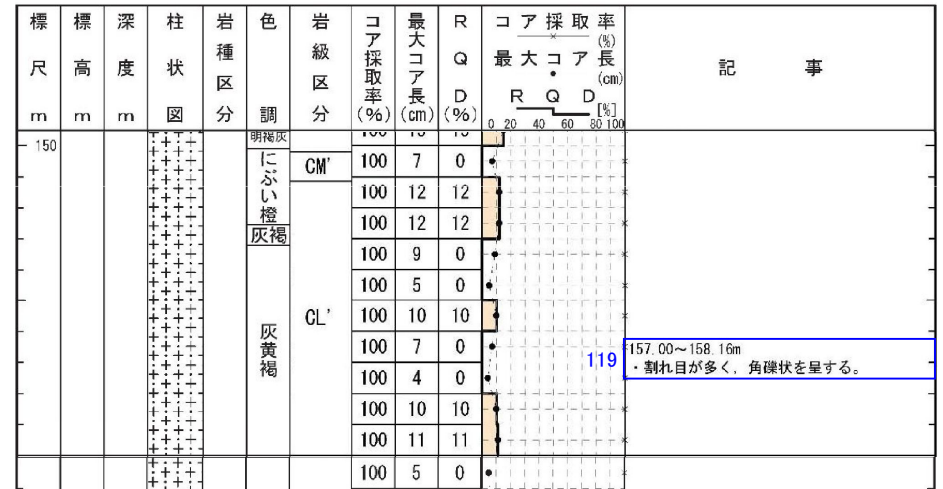 標尺m 標高m 深度m 柱状図 岩種区分 色調 岩級区分 コア採取率(%) 最大コア長(cm) RQD(%) コア採取率(%) 最大コア長(cm) RQD[%] 記事
0 20 40 60 80 100
150
明褐灰
にぶい橙
灰褐
灰黄褐
CM'
CL'
100 7 0
100 12 12
100 12 12
100 9 0
100 5 0
100 10 10
100 7 0
100 4 0
100 10 10
100 11 11
100 5 0
119
157.00～158.16m
・割れ目が多く，角礫状を呈する。